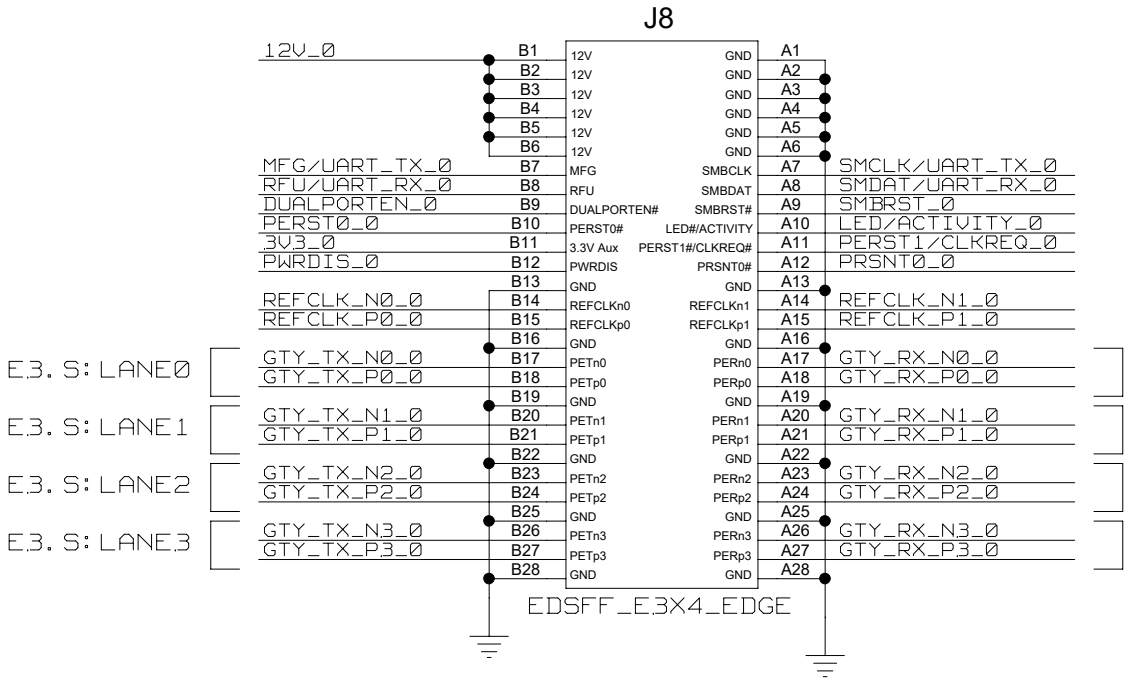 J8
12V_0 B1 12V GND A1
B2 12V GND A2
B3 12V GND A3
B4 12V GND A4
B5 12V GND A5
B6 12V GND A6
MFG/UART_TX_0 B7 MFG SMBCLK A7 SMCLK/UART_TX_0
RFU/UART_RX_0 B8 RFU SMBDAT A8 SMDAT/UART_RX_0
DUALPORTEN_0 B9 DUALPORTEN# SMBRST# A9 SMBRST_0
PERST0_0 B10 PERST0# LED#/ACTIVITY A10 LED/ACTIVITY_0
3V3_0 B11 3.3V Aux PERST1#/CLKREQ# A11 PERST1/CLKREQ_0
PWRDIS_0 B12 PWRDIS PRSNT0# A12 PRSNT0_0
B13 GND GND A13
REFCLK_N0_0 B14 REFCLKn0 REFCLKn1 A14 REFCLK_N1_0
REFCLK_P0_0 B15 REFCLKp0 REFCLKp1 A15 REFCLK_P1_0
B16 GND GND A16
E3.S:LANE0 GTY_TX_N0_0 B17 PETn0 PERn0 A17 GTY_RX_N0_0
GTY_TX_P0_0 B18 PETp0 PERp0 A18 GTY_RX_P0_0
B19 GND GND A19
E3.S:LANE1 GTY_TX_N1_0 B20 PETn1 PERn1 A20 GTY_RX_N1_0
GTY_TX_P1_0 B21 PETp1 PERp1 A21 GTY_RX_P1_0
B22 GND GND A22
E3.S:LANE2 GTY_TX_N2_0 B23 PETn2 PERn2 A23 GTY_RX_N2_0
GTY_TX_P2_0 B24 PETp2 PERp2 A24 GTY_RX_P2_0
B25 GND GND A25
E3.S:LANE3 GTY_TX_N3_0 B26 PETn3 PERn3 A26 GTY_RX_N3_0
GTY_TX_P3_0 B27 PETp3 PERp3 A27 GTY_RX_P3_0
B28 GND GND A28
EDSFF_E3X4_EDGE